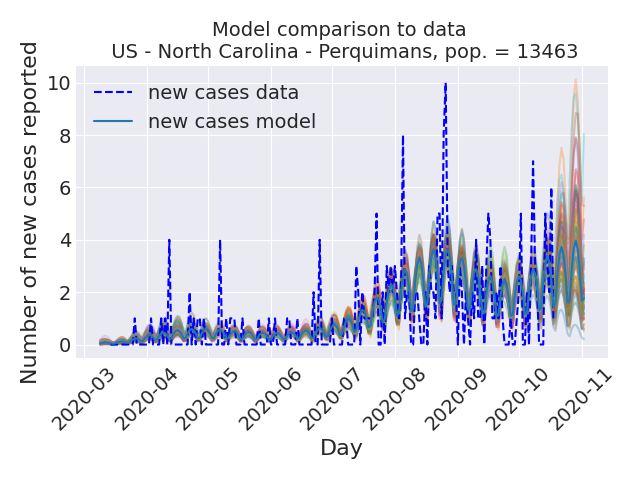 Model comparison to data
US - North Carolina - Perquimans, pop. = 13463
Number of new cases reported
10
8
6
4
2
0
new cases data
new cases model
2020-03
2020-04
2020-05
2020-06
2020-07
2020-08
2020-09
2020-10
2020-11
Day